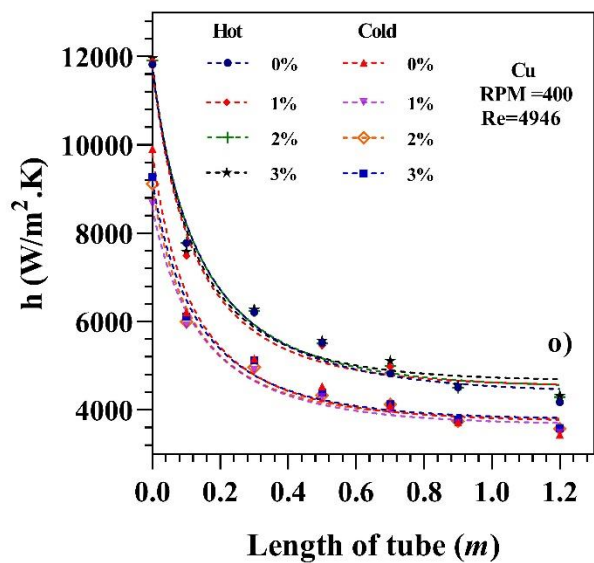 Hot Cold
0% 0%
1% 1%
2% 2%
3% 3%
Cu
RPM =400
Re=4946
o)
h (W/m².K)
12000
10000
8000
6000
4000
0.0 0.2 0.4 0.6 0.8 1.0 1.2
Length of tube (m)